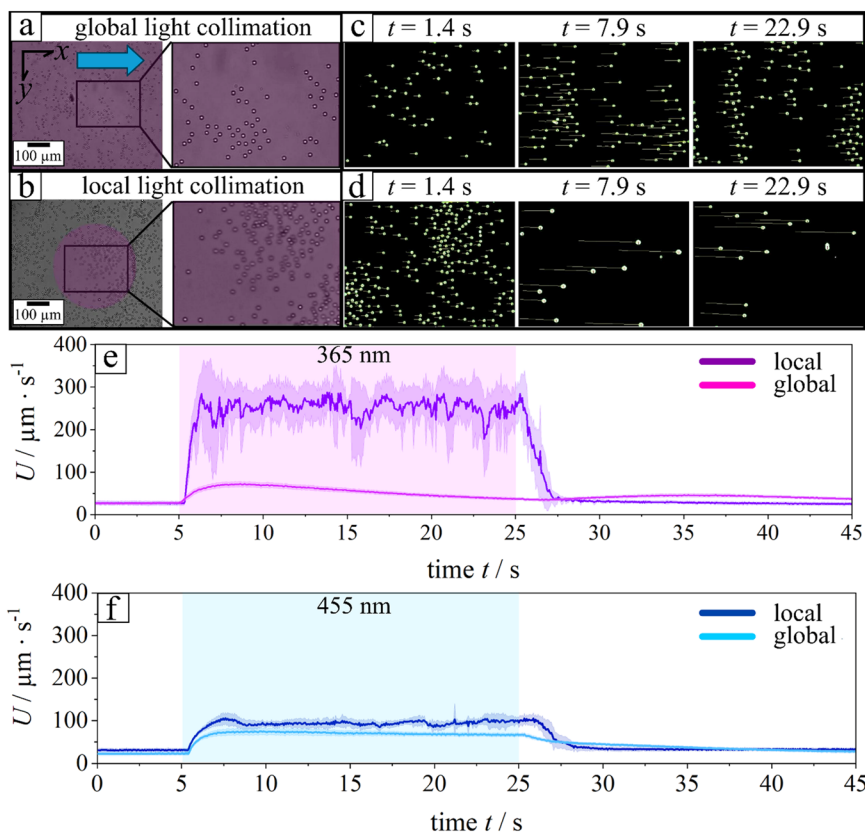 a global light collimation
c t = 1.4 s t = 7.9 s t = 22.9 s
x
y
100 µm
b local light collimation
d t = 1.4 s t = 7.9 s t = 22.9 s
100 µm
e
365 nm
local
global
400
300
200
100
0
U / µm · s⁻¹
0 5 10 15 20 25 30 35 40 45
time t / s
f
455 nm
local
global
400
300
200
100
0
U / µm · s⁻¹
0 5 10 15 20 25 30 35 40 45
time t / s